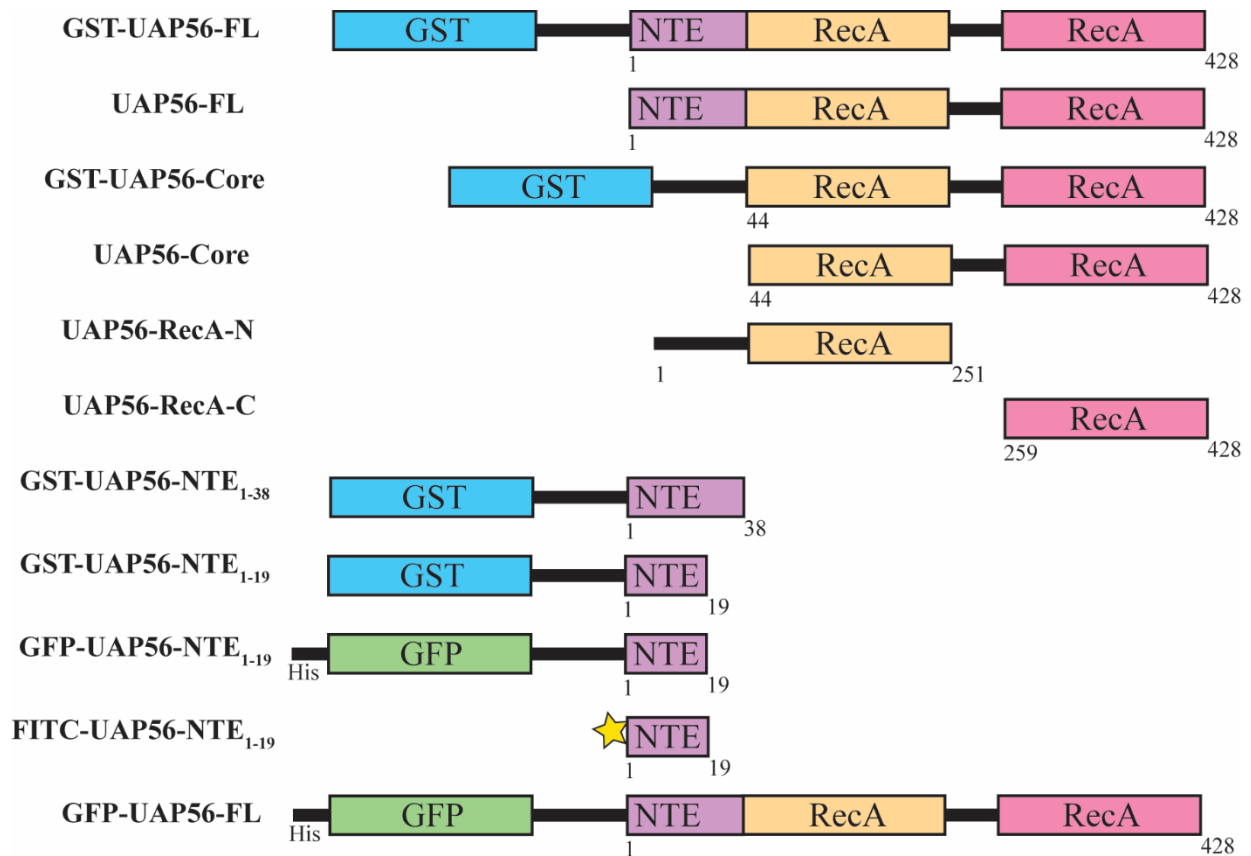 GST-UAP56-FL GST NTE RecA RecA
1 428
UAP56-FL NTE RecA RecA
1 428
GST-UAP56-Core GST RecA RecA
44 428
UAP56-Core RecA RecA
44 428
UAP56-RecA-N RecA
1 251
UAP56-RecA-C RecA
259 428
GST-UAP56-NTE1-38 GST NTE
1 38
GST-UAP56-NTE1-19 GST NTE
1 19
GFP-UAP56-NTE1-19 His GFP NTE
1 19
FITC-UAP56-NTE1-19 NTE
1 19
GFP-UAP56-FL His GFP NTE RecA RecA
1 428